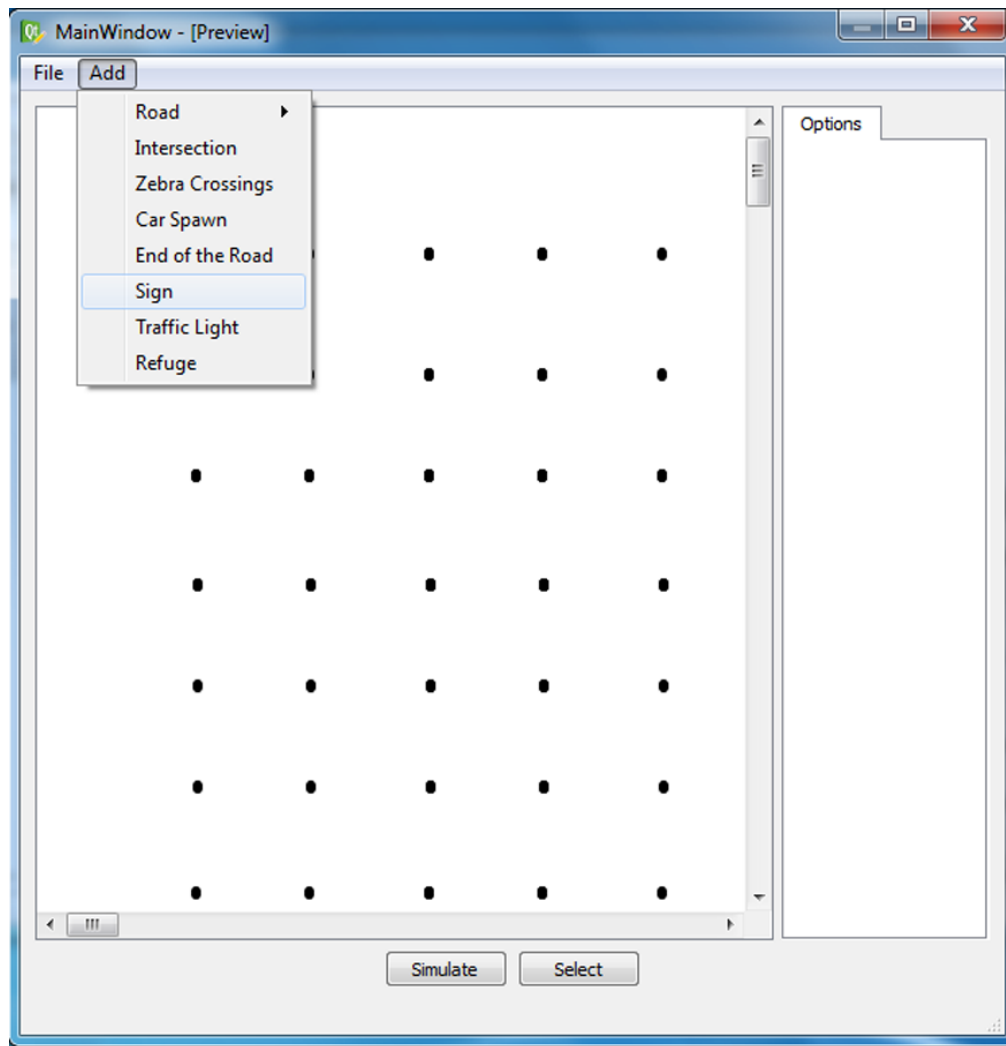 MainWindow - [Preview]
File Add
Road
Intersection
Zebra Crossings
Car Spawn
End of the Road
Sign
Traffic Light
Refuge
Options
Simulate Select